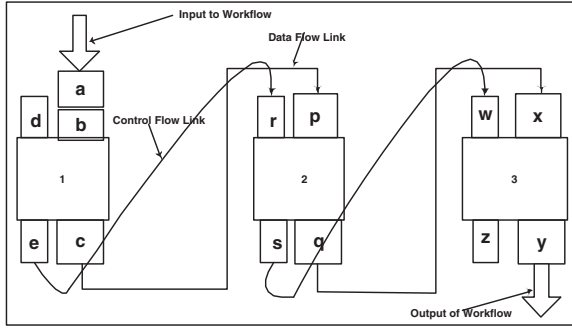 Input to Workflow
Data Flow Link
a
d
b
Control Flow Link
r
p
w
x
1
2
3
e
c
s
q
z
y
Output of Workflow